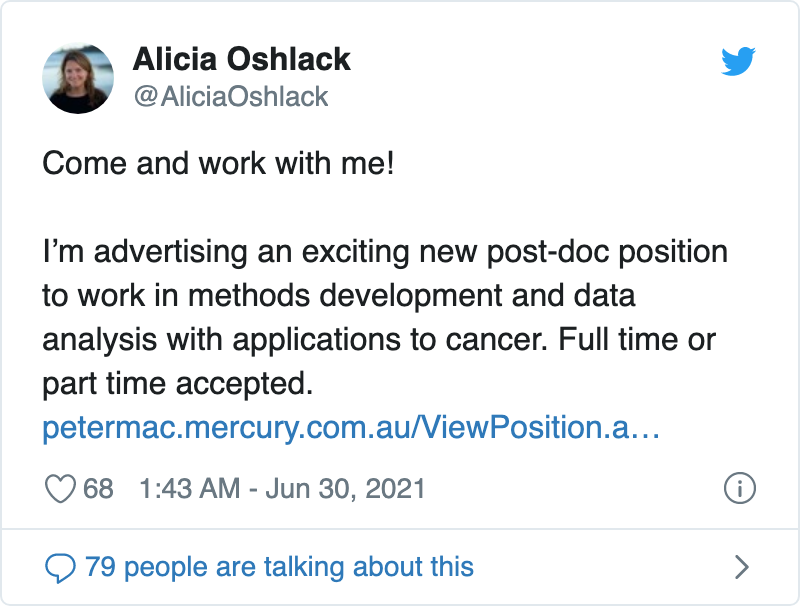 Alicia Oshlack
@AliciaOshlack
Come and work with me!
I’m advertising an exciting new post-doc position
to work in methods development and data
analysis with applications to cancer. Full time or
part time accepted.
petermac.mercury.com.au/ViewPosition.a…
68 1:43 AM - Jun 30, 2021
79 people are talking about this